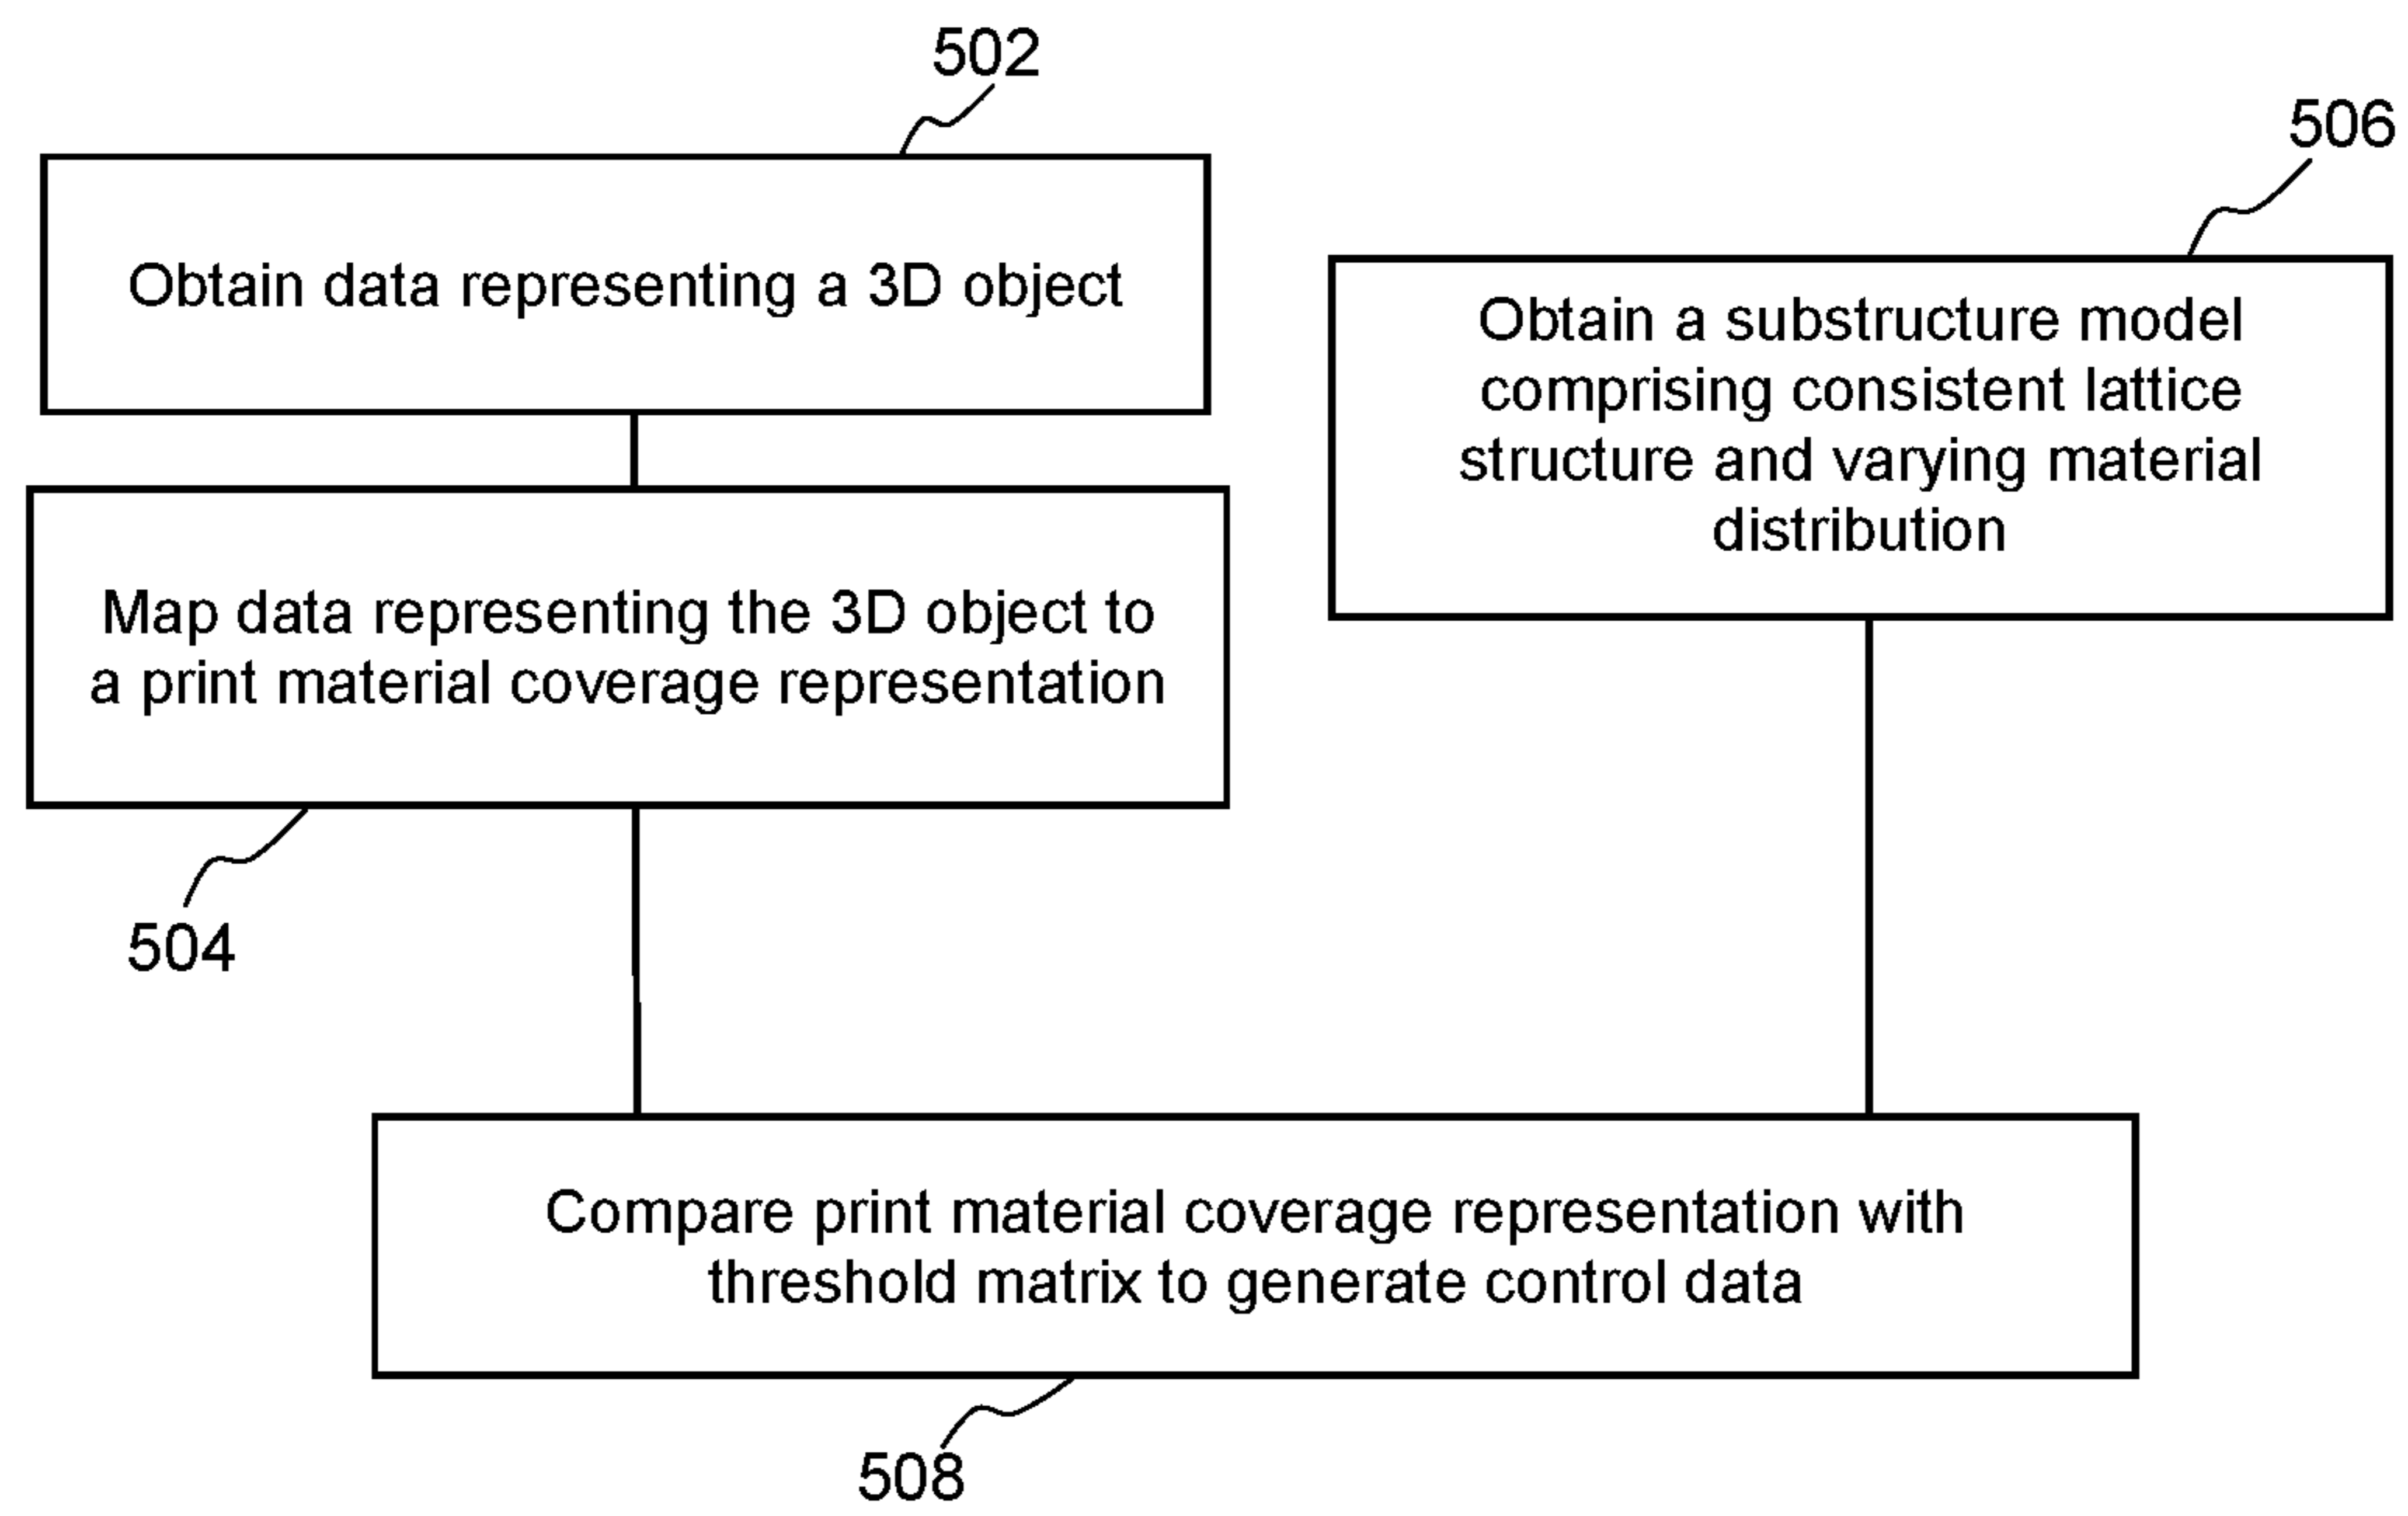 502
Obtain data representing a 3D object
Map data representing the 3D object to
a print material coverage representation
504
506
Obtain a substructure model
comprising consistent lattice
structure and varying material
distribution
Compare print material coverage representation with
threshold matrix to generate control data
508